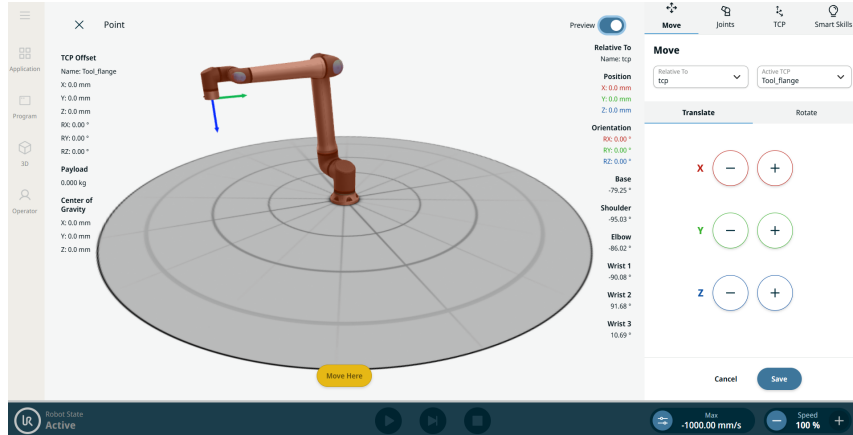 Point
Preview
TCP Offset
Name: Tool_flange
X: 0.0 mm
Y: 0.0 mm
Z: 0.0 mm
RX: 0.00 °
RY: 0.00 °
RZ: 0.00 °
Payload
0.000 kg
Center of
Gravity
X: 0.0 mm
Y: 0.0 mm
Z: 0.0 mm
Application
Program
3D
Operator
Relative To
Name: tcp
Position
X: 0.0 mm
Y: 0.0 mm
Z: 0.0 mm
Orientation
RX: 0.00 °
RY: 0.00 °
RZ: 0.00 °
Base
-79.25 °
Shoulder
-95.03 °
Elbow
-86.02 °
Wrist 1
-90.08 °
Wrist 2
91.68 °
Wrist 3
10.69 °
Move Here
Move Joints TCP Smart Skills
Move
Relative To
tcp
Active TCP
Tool_flange
Translate Rotate
X − +
Y − +
Z − +
Cancel Save
UR
Robot State
Active
Max
-1000.00 mm/s
− Speed +
100 %